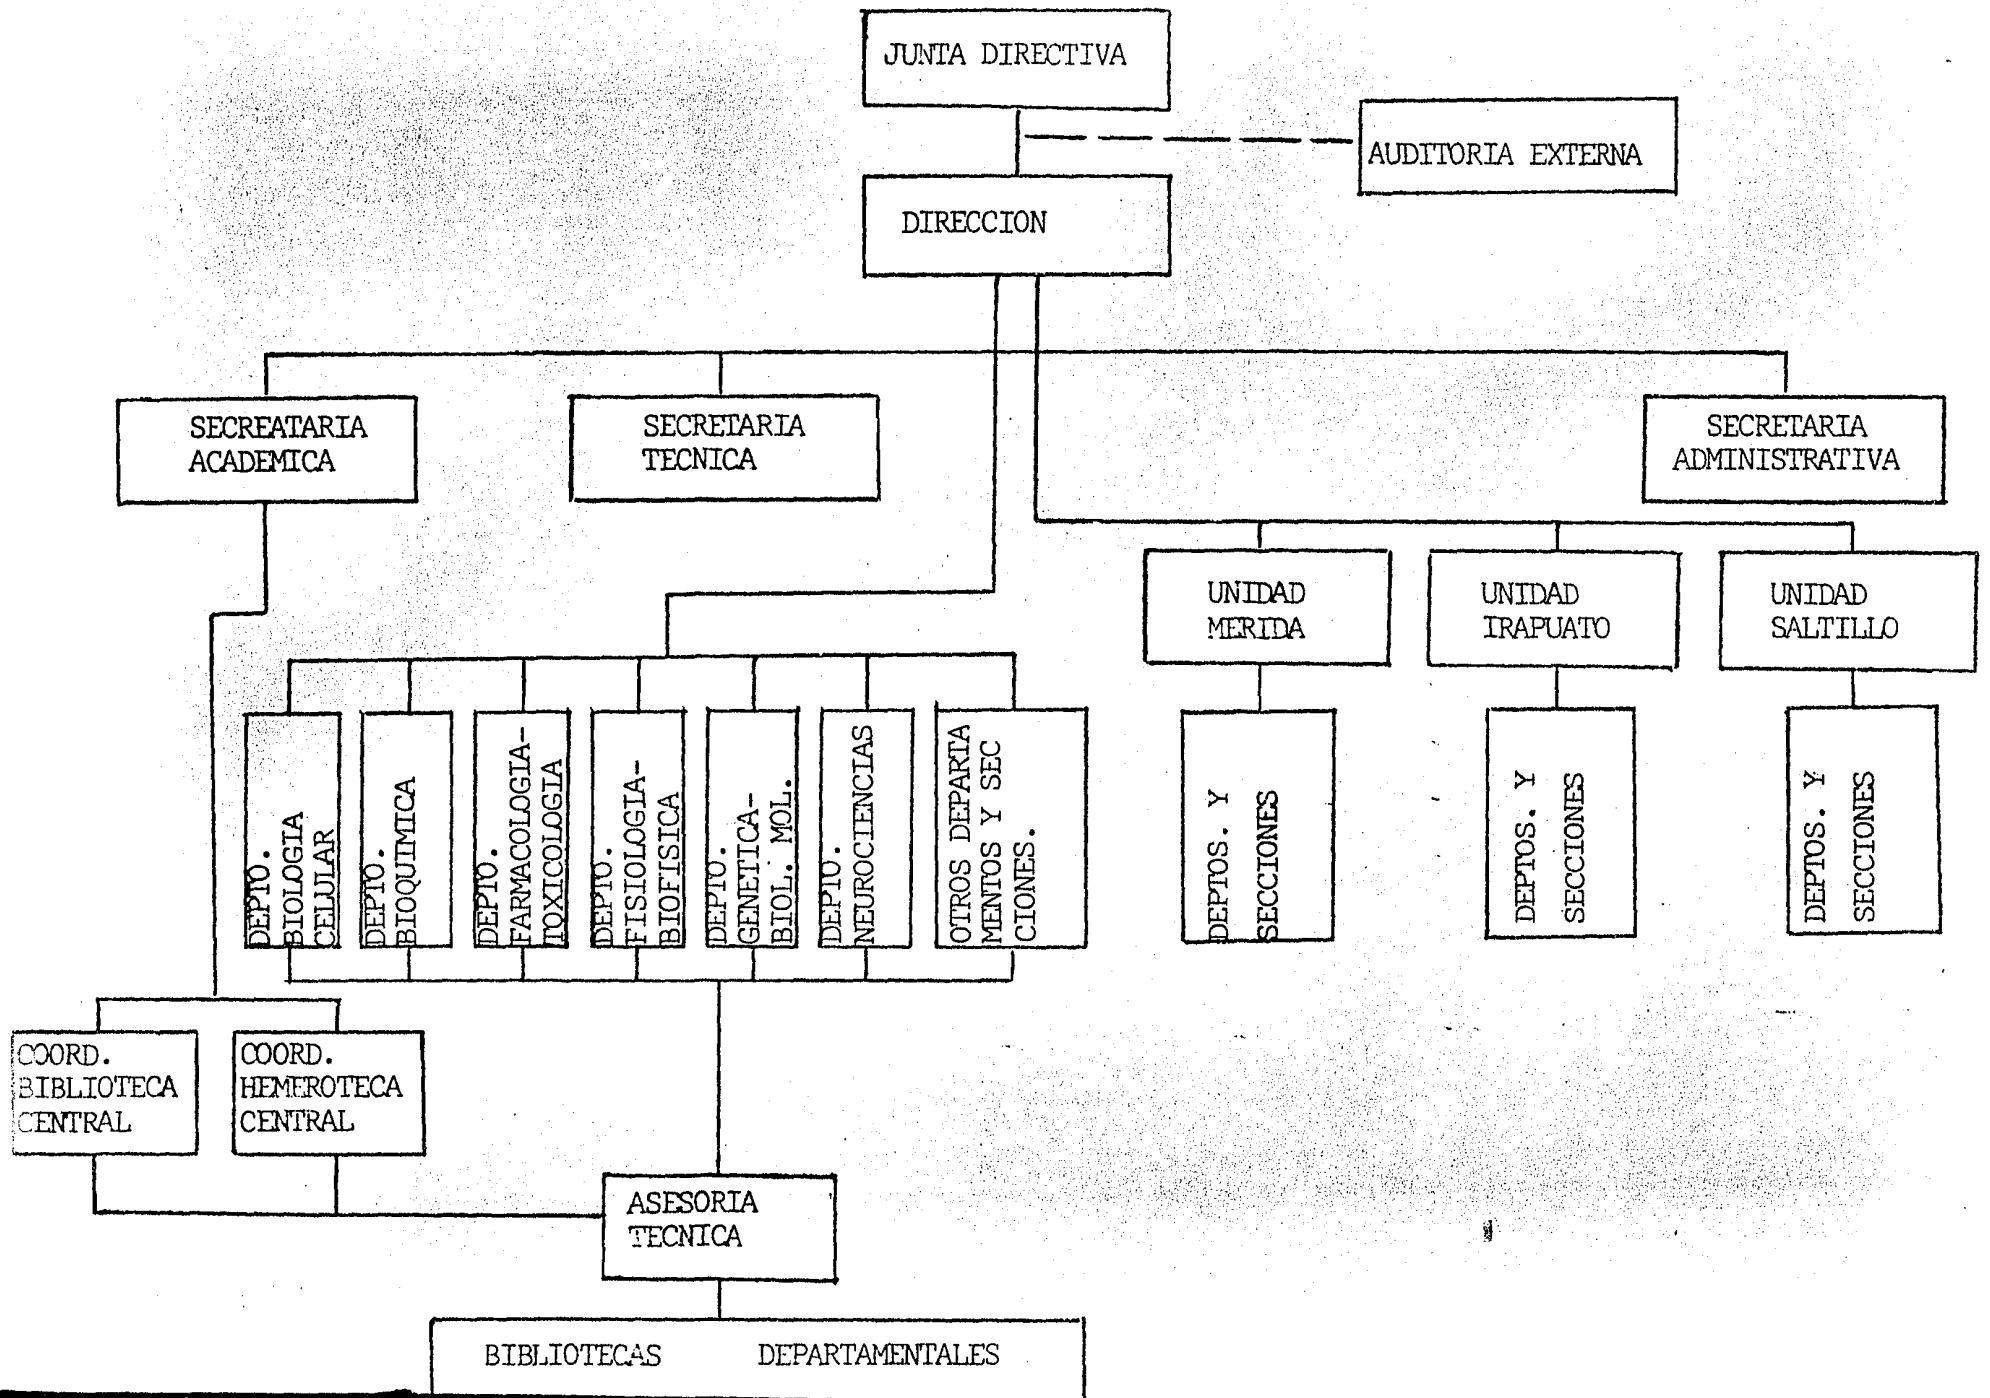 JUNTA DIRECTIVA
AUDITORIA EXTERNA
DIRECCION
SECREATARIA
ACADEMICA
SECRETARIA
TECNICA
SECRETARIA
ADMINISTRATIVA
UNIDAD
MERIDA
UNIDAD
IRAPUATO
UNIDAD
SALTILLO
DEPTO.
BIOLOGIA
CELULAR
DEPTO.
BIOQUIMICA
DEPTO.
FARMACOLOGIA-
TOXICOLOGIA
DEPTO.
FISIOLOGIA-
BIOFISICA
DEPTO.
GENETICA-
BIOL. MOL.
DEPTO.
NEUROCIENCIAS
OTROS DEPARTA
MENTOS Y SEC
CIONES.
DEPTOS. Y
SECCIONES
DEPTOS. Y
SECCIONES
DEPTOS. Y
SECCIONES
COORD.
BIBLIOTECA
CENTRAL
COORD.
HEMEROTECA
CENTRAL
ASESORIA
TECNICA
BIBLIOTECAS DEPARTAMENTALES